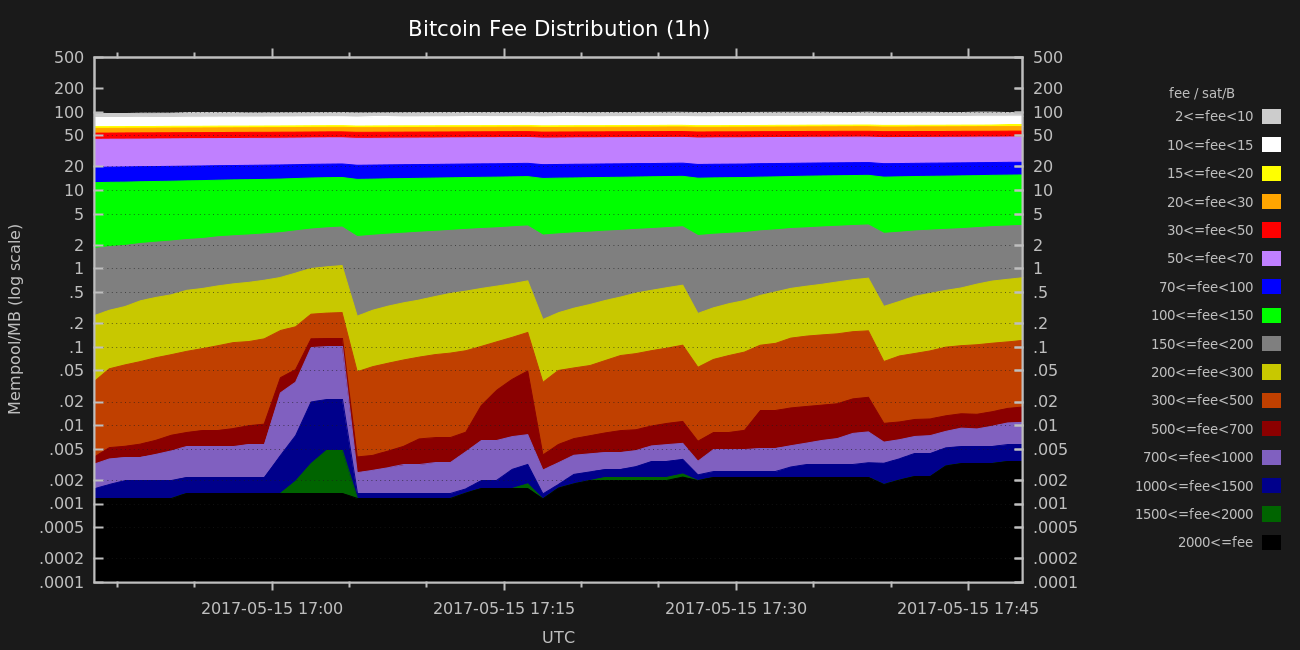 Bitcoin Fee Distribution (1h)
Mempool/MB (log scale)
500
200
100
50
20
10
5
2
1
.5
.2
.1
.05
.02
.01
.005
.002
.001
.0005
.0002
.0001
500
200
100
50
20
10
5
2
1
.5
.2
.1
.05
.02
.01
.005
.002
.001
.0005
.0002
.0001
2017-05-15 17:00
2017-05-15 17:15
2017-05-15 17:30
2017-05-15 17:45
UTC
fee / sat/B
2<=fee<10
10<=fee<15
15<=fee<20
20<=fee<30
30<=fee<50
50<=fee<70
70<=fee<100
100<=fee<150
150<=fee<200
200<=fee<300
300<=fee<500
500<=fee<700
700<=fee<1000
1000<=fee<1500
1500<=fee<2000
2000<=fee